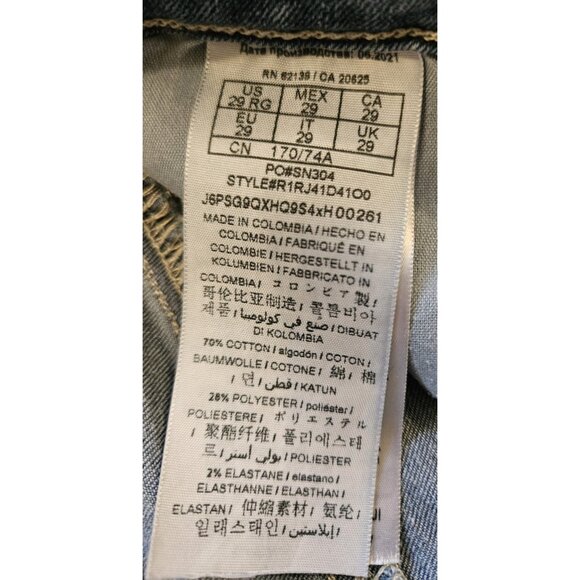 Дата производства: 06.2021
RN 62136 / CA 20625
US MEX CA
29 RG 29 29
EU IT UK
29 29 29
CN 170/74A
PO#SN304
STYLE#R1RJ41D41O0
J6PSG9QXHQ9S4xH00261
MADE IN COLOMBIA / HECHO EN
COLOMBIA / FABRIQUÉ EN
COLOMBIE / HERGESTELLT IN
KOLUMBIEN / FABBRICATO IN
COLOMBIA / コロンビア製 /
哥伦比亚制造 / 콜롬비아
제품 / صنع في كولومبيا / DIBUAT
DI KOLOMBIA
70% COTTON / algodón / COTON /
BAUMWOLLE / COTONE / 綿 / 棉
/ 면 / قطن / KATUN
28% POLYESTER / poliéster /
POLIESTERE / ポリエステル
/ 聚酯纤维 / 폴리에스테
르 / بولي استر / POLIESTER
2% ELASTANE / elastano /
ELASTHANNE / ELASTHAN /
ELASTAN / 伸縮素材 / 氨纶 /
일래스태인 / إيلاستين